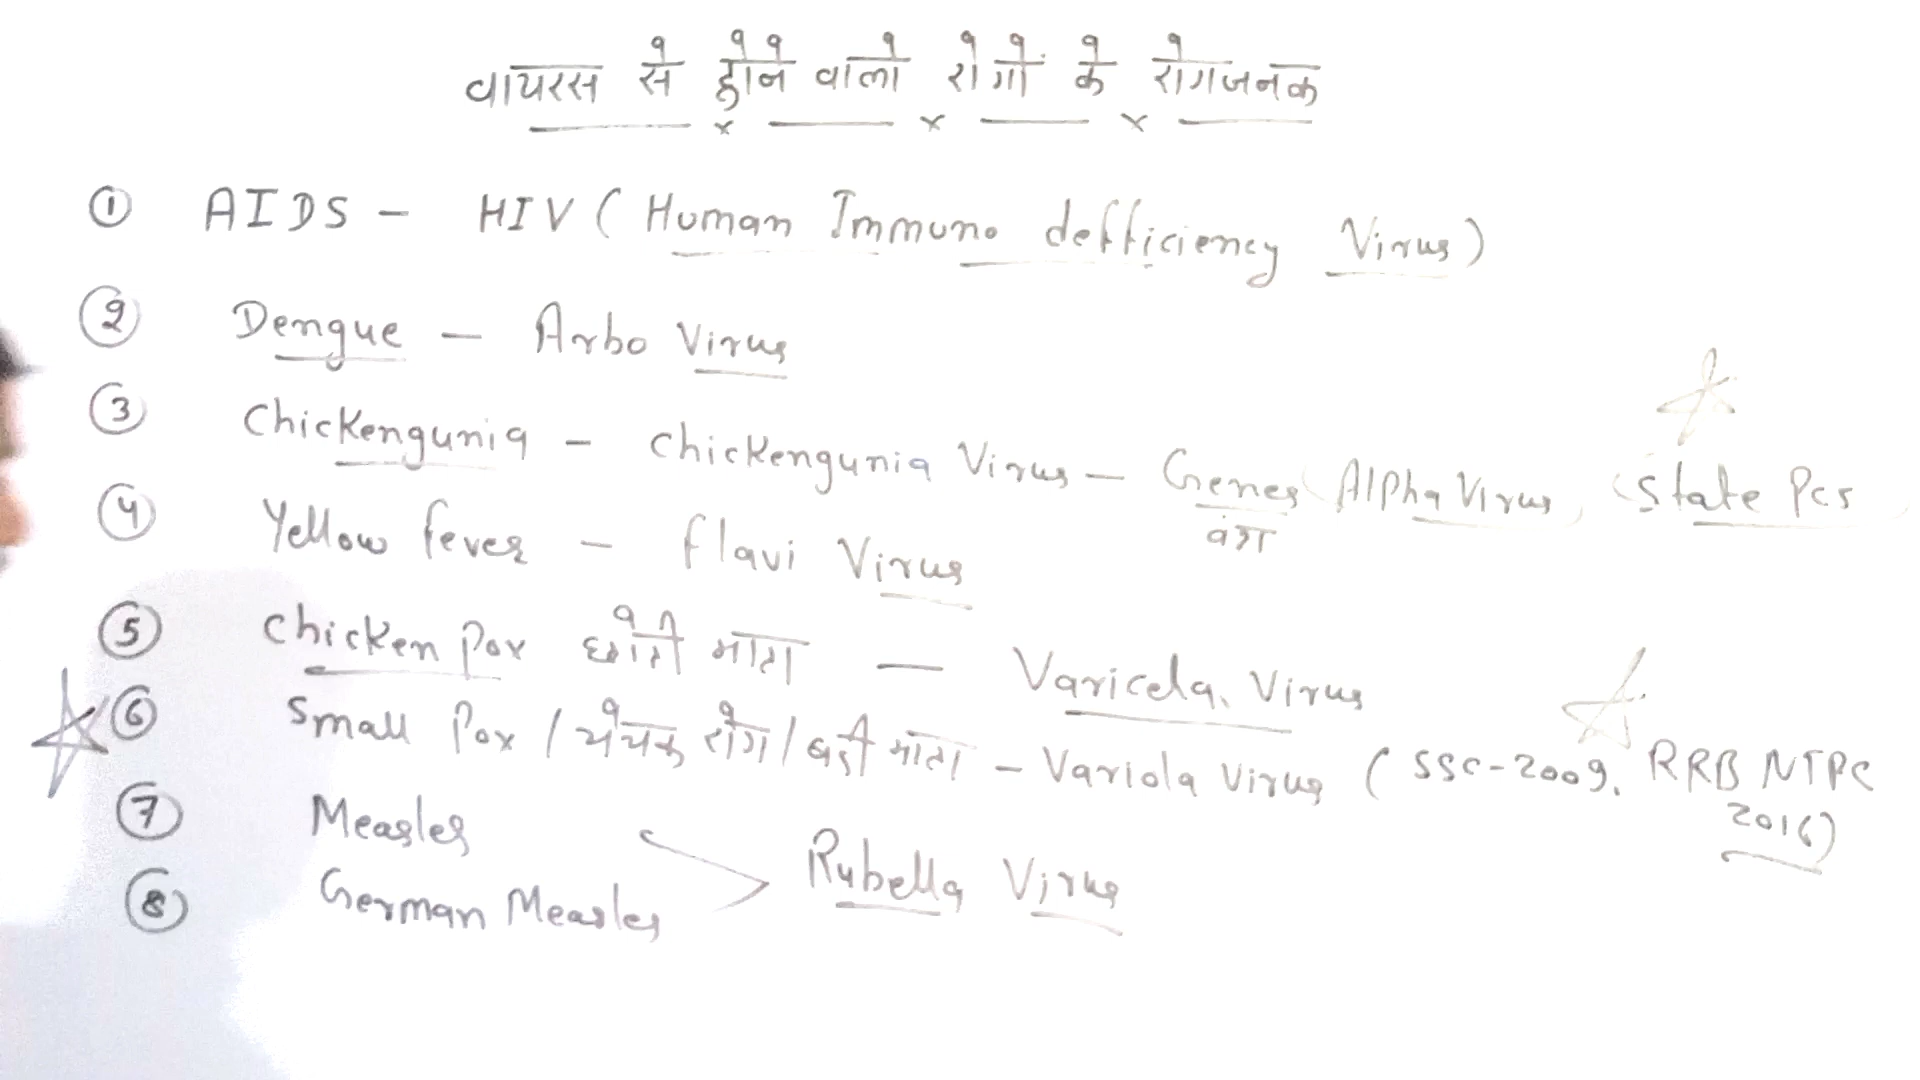 वायरस से होने वाले रोगों के रोगजनक
① AIDS - HIV ( Human Immuno defficiency Virus)
② Dengue - Arbo Virus
③ Chickengunia - Chickengunia Virus - Genes Alpha Virus, (State Pcs
वंश
④ Yellow fever - flavi Virus
⑤ Chicken Pox छोटी माता - Varicela Virus
⑥ Small Pox / चेचक रोग / बड़ी माता - Variola Virus ( SSC-2009, RRB NTPC
2016)
⑦ Measles
⑧ German Measles > Rubella Virus